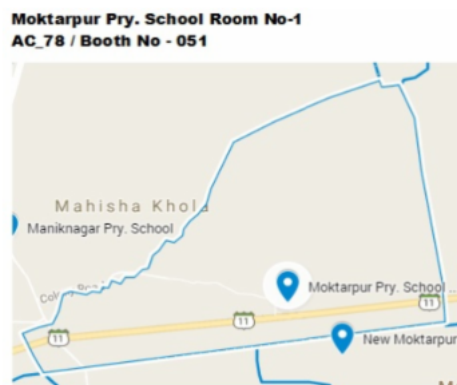 Moktarpur Pry. School Room No-1
AC_78 / Booth No - 051
Mahisha Khola
Maniknagar Pry. School
Moktarpur Pry. School ...
11
11
11
New Moktarpur